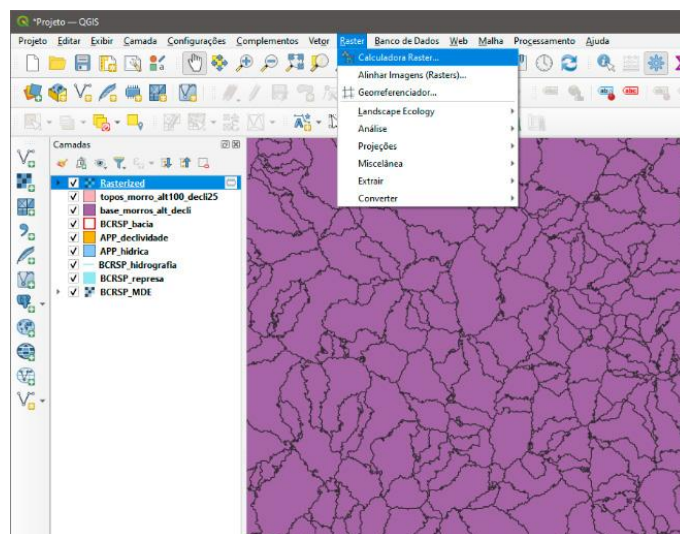 *Projeto — QGIS
Projeto Editar Exibir Camada Configurações Complementos Vetor Raster Banco de Dados Web Malha Processamento Ajuda
Calculadora Raster...
Alinhar Imagens (Rasters)...
Georreferenciador...
Landscape Ecology
Análise
Projeções
Miscelânea
Extrair
Converter
Camadas
Rasterized
topos_morro_alt100_decli25
base_morros_alt_decli
BCRSP_bacia
APP_declividade
APP_hidrica
BCRSP_hidrografia
BCRSP_represa
BCRSP_MDE